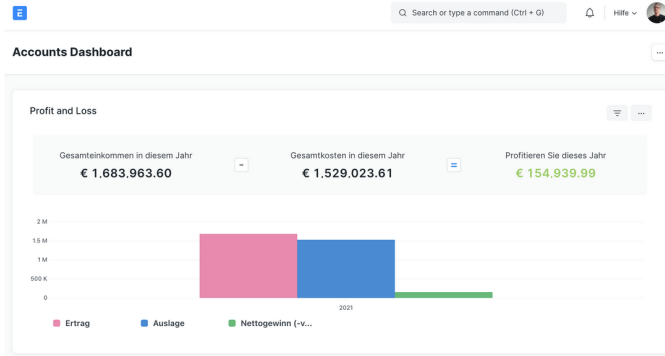 E
Search or type a command (Ctrl + G)
Hilfe
Accounts Dashboard
...
Profit and Loss
...
Gesamteinkommen in diesem Jahr
€ 1,683,963.60
-
Gesamtkosten in diesem Jahr
€ 1,529,023.61
=
Profitieren Sie dieses Jahr
€ 154,939.99
2 M
1.5 M
1 M
500 K
0
2021
Ertrag
Auslage
Nettogewinn (-v...